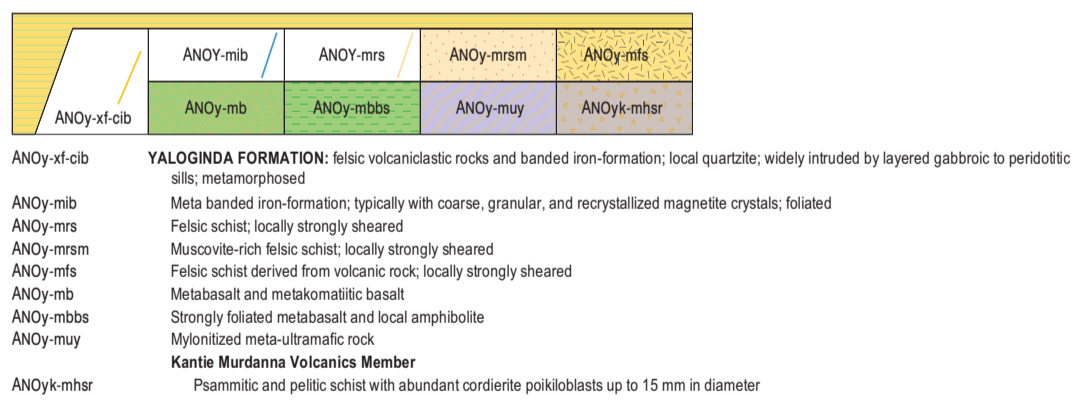 ANOY-mib
ANOY-mrs
ANOy-mrsm
ANOy-mfs
ANOy-xf-cib
ANOy-mb
ANOy-mbbs
ANOy-muy
ANOyk-mhsr
ANOy-xf-cib YALOGINDA FORMATION: felsic volcaniclastic rocks and banded iron-formation; local quartzite; widely intruded by layered gabbroic to peridotitic
sills; metamorphosed
ANOy-mib Meta banded iron-formation; typically with coarse, granular, and recrystallized magnetite crystals; foliated
ANOy-mrs Felsic schist; locally strongly sheared
ANOy-mrsm Muscovite-rich felsic schist; locally strongly sheared
ANOy-mfs Felsic schist derived from volcanic rock; locally strongly sheared
ANOy-mb Metabasalt and metakomatiitic basalt
ANOy-mbbs Strongly foliated metabasalt and local amphibolite
ANOy-muy Mylonitized meta-ultramafic rock
Kantie Murdanna Volcanics Member
ANOyk-mhsr Psammitic and pelitic schist with abundant cordierite poikiloblasts up to 15 mm in diameter